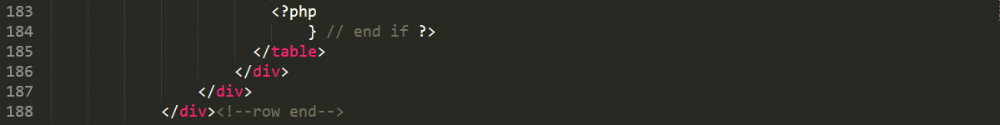 183 <?php
184 } // end if ?>
185 </table>
186 </div>
187 </div>
188 </div><!--row end-->